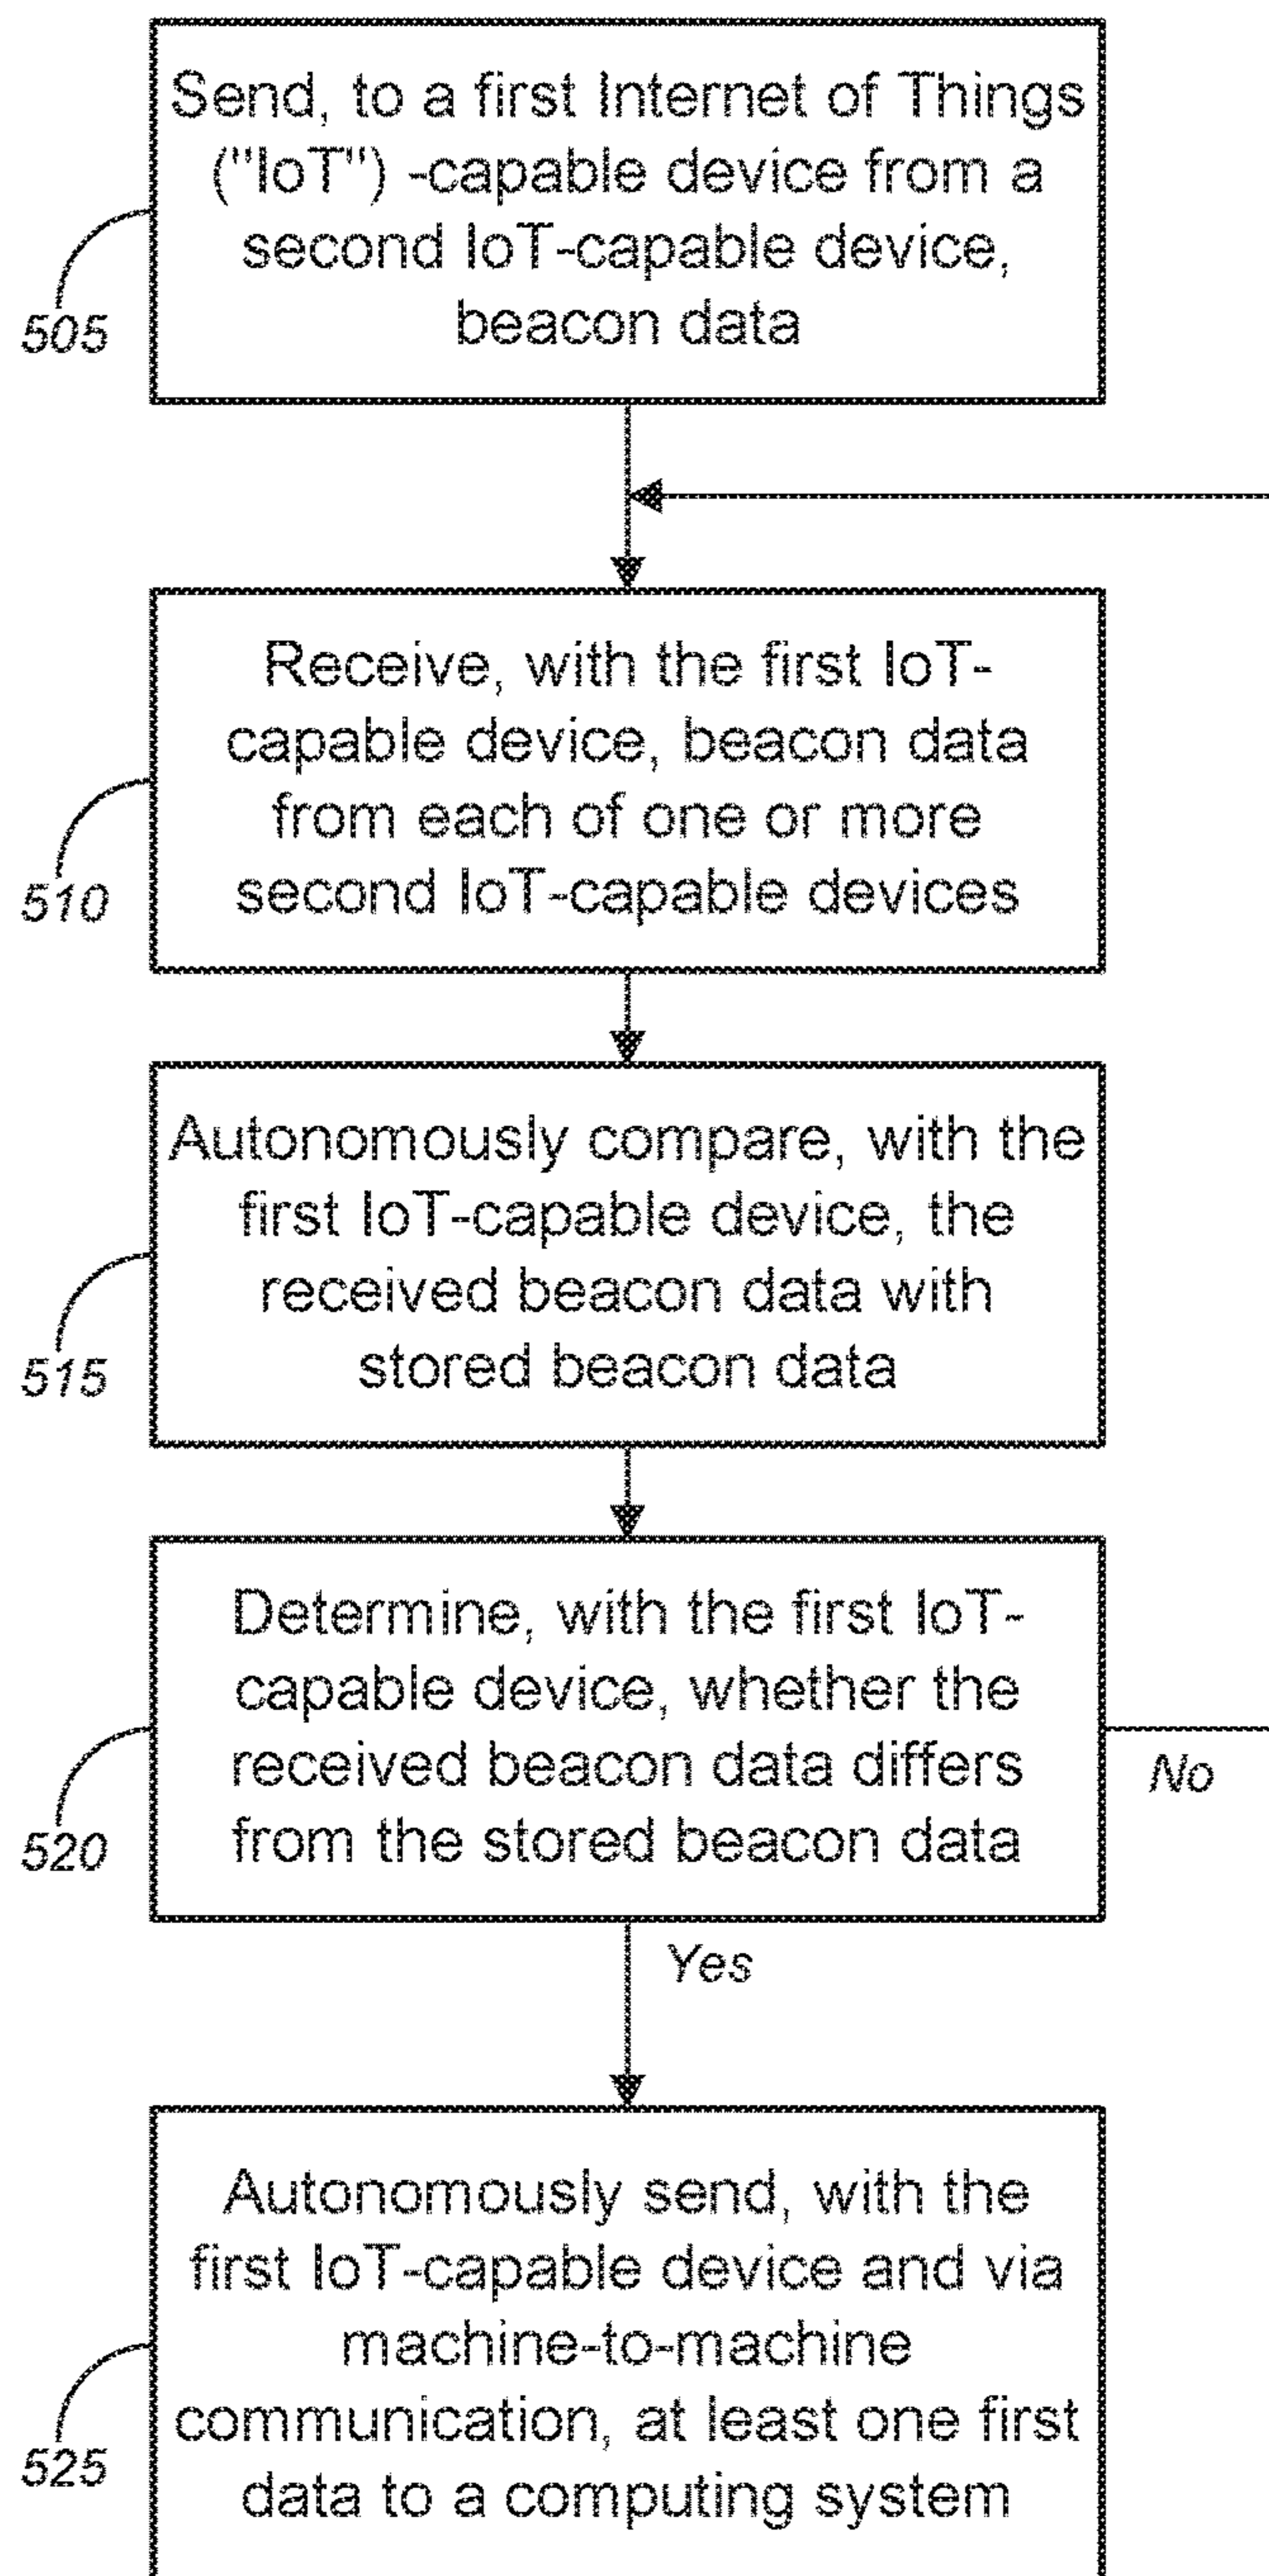 Send, to a first Internet of Things
("IoT") -capable device from a
second IoT-capable device,
beacon data
505
Receive, with the first IoT-
capable device, beacon data
from each of one or more
second IoT-capable devices
510
Autonomously compare, with the
first IoT-capable device, the
received beacon data with
stored beacon data
515
Determine, with the first IoT-
capable device, whether the
received beacon data differs
from the stored beacon data
No
520
Yes
Autonomously send, with the
first IoT-capable device and via
machine-to-machine
communication, at least one first
data to a computing system
525